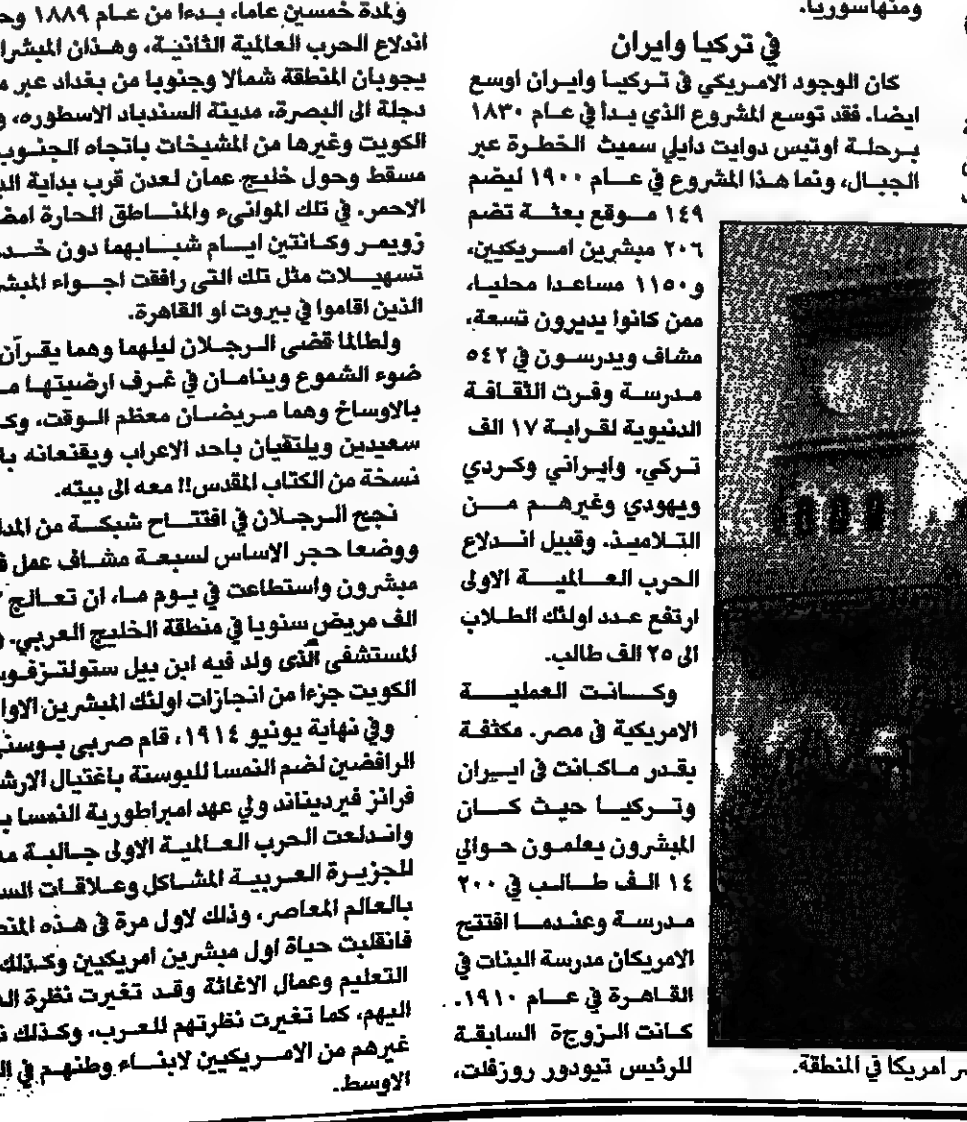 ومنها سوريا.
في تركيا وايران
كان الوجود الامريكي في تركيا وايران اوسع
ايضا. فقد توسع المشروع الذي بدأ في عام ١٨٣٠
برحلة اوتيس دوايت دايلي سميث الخطرة عبر
الجبال، ونما هذا المشروع في عام ١٩٠٠ ليضم
١٤٩ موقع بعثة تضم
٢٠٦ مبشرين امريكيين،
و١١٥٠ مساعدا محليا،
ممن كانوا يديرون تسعة،
مشاف ويدرسون في ٥٤٢
مدرسة وفرت الثقافة
الدنيوية لقرابة ١٧ الف
تركي. وايراني وكردي
ويهودي وغيرهم من
التلاميذ. وقبيل اندلاع
الحرب العالمية الاولى
ارتفع عدد اولئك الطلاب
الى ٢٥ الف طالب.
وكانت العملية
الامريكية في مصر. مكثفة
بقدر ماكانت في ايران
وتركيا حيث كان
المبشرون يعلمون حوالي
١٤ الف طالب في ٢٠٠
مدرسة وعندما افتتح
الامريكان مدرسة البنات في
القاهرة في عام ١٩١٠.
كانت الزوجة السابقة
للرئيس تيودور روزفلت،
امريكا في المنطقة.
ولمدة خمسين عاما، بدءا من عام ١٨٨٩
اندلاع الحرب العالمية الثانية، وهذان
يجوبان المنطقة شمالا وجنوبا من بغداد عبر
دجلة الى البصرة، مدينة السندباد الاسطوره،
الكويت وغيرها من المشيخات باتجاه
مسقط وحول خليج عمان لعدن قرب بداية
الاحمر. في تلك الموانيء والمناطق الحارة
زويمر وكانتين ايام شبابهما دون
تسهيلات مثل تلك التي رافقت اجواء
الذين اقاموا في بيروت او القاهرة.
ولطالما قضى الرجلان ليلهما وهما يقرآن
ضوء الشموع وينامان في غرف ارضيتها
بالاوساخ وهما مريضان معظم الوقت،
سعيدين ويلتقيان باحد الاعراب ويقنعانه
نسخة من الكتاب المقدس!! معه الى بيته.
نجح الرجلان في افتتاح شبكة من
ووضعا حجر الاساس لسبعة مشاف عمل
مبشرون واستطاعت في يوم ما، ان تعالج
الف مريض سنويا في منطقة الخليج العربي.
المستشفى الذى ولد فيه ابن بيل
الكويت جزءا من انجازات اولئك المبشرين
وفي نهاية يونيو ١٩١٤، قام صربى
الرافضين لضم النمسا للبوسنة باغتيال
فرانز فيرديناند ولي عهد امبراطورية النمسا
واندلعت الحرب العالمية الاولى جالبة
للجزيرة العربية المشاكل وعلاقات
بالعالم المعاصر، وذلك لاول مرة في هذه
فانقلبت حياة اول مبشرين امريكيين وكذلك
التعليم وعمال الاغاثة وقد تغيرت نظرة
اليهم، كما تغيرت نظرتهم للعرب، وكذلك
غيرهم من الامريكيين لابناء وطنهم في
الاوسط.